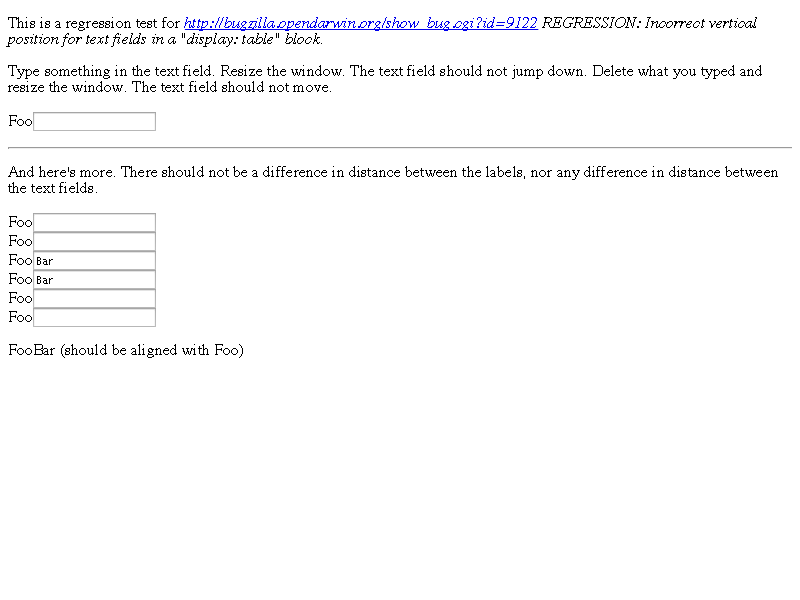 This is a regression test for http://bugzilla.opendarwin.org/show_bug.cgi?id=9122 REGRESSION: Incorrect vertical
position for text fields in a "display: table" block.
Type something in the text field. Resize the window. The text field should not jump down. Delete what you typed and
resize the window. The text field should not move.
Foo
And here's more. There should not be a difference in distance between the labels, nor any difference in distance between
the text fields.
Foo
Foo
Foo Bar
Foo Bar
Foo
Foo
FooBar (should be aligned with Foo)